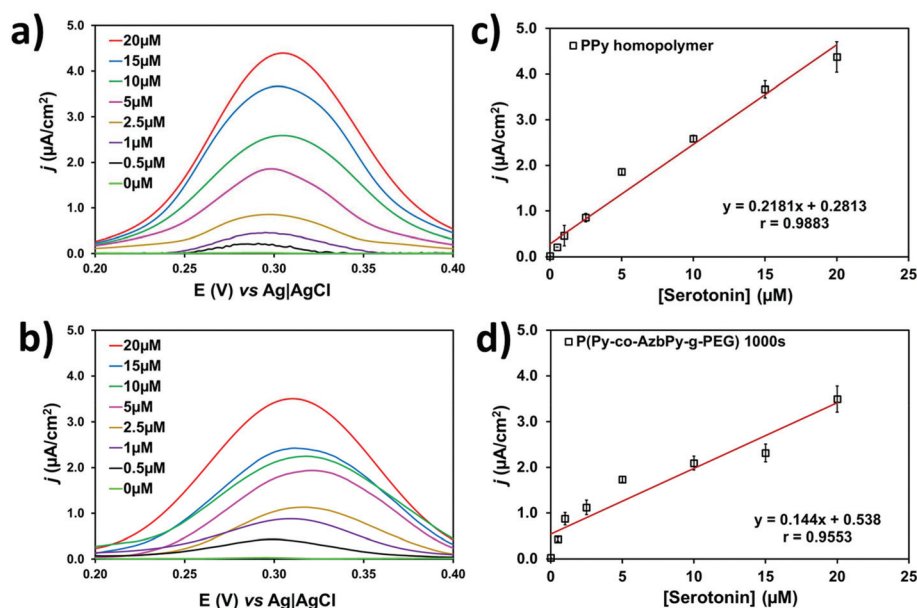 a)
20µM
15µM
10µM
5µM
2.5µM
1µM
0.5µM
0µM
5.0
4.0
3.0
2.0
1.0
0.0
j (µA/cm²)
0.20
0.25
0.30
0.35
0.40
E (V) vs Ag|AgCl
c)
PPy homopolymer
5.0
4.0
3.0
2.0
1.0
0.0
j (µA/cm²)
y = 0.2181x + 0.2813
r = 0.9883
0
5
10
15
20
25
[Serotonin] (µM)
b)
20µM
15µM
10µM
5µM
2.5µM
1µM
0.5µM
0µM
5.0
4.0
3.0
2.0
1.0
0.0
j (µA/cm²)
0.20
0.25
0.30
0.35
0.40
E (V) vs Ag|AgCl
d)
P(Py-co-AzbPy-g-PEG) 1000s
5.0
4.0
3.0
2.0
1.0
0.0
j (µA/cm²)
y = 0.144x + 0.538
r = 0.9553
0
5
10
15
20
25
[Serotonin] (µM)